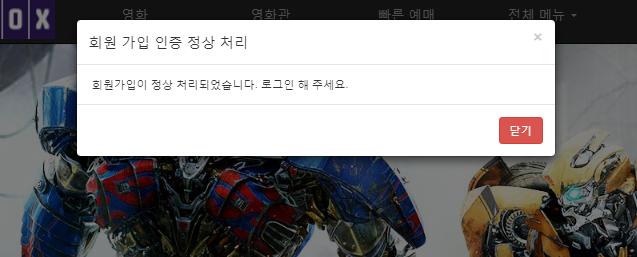 OX
영화 영화관 빠른 예매 전체 메뉴
회원 가입 인증 정상 처리 ×
회원가입이 정상 처리되었습니다. 로그인 해 주세요.
닫기